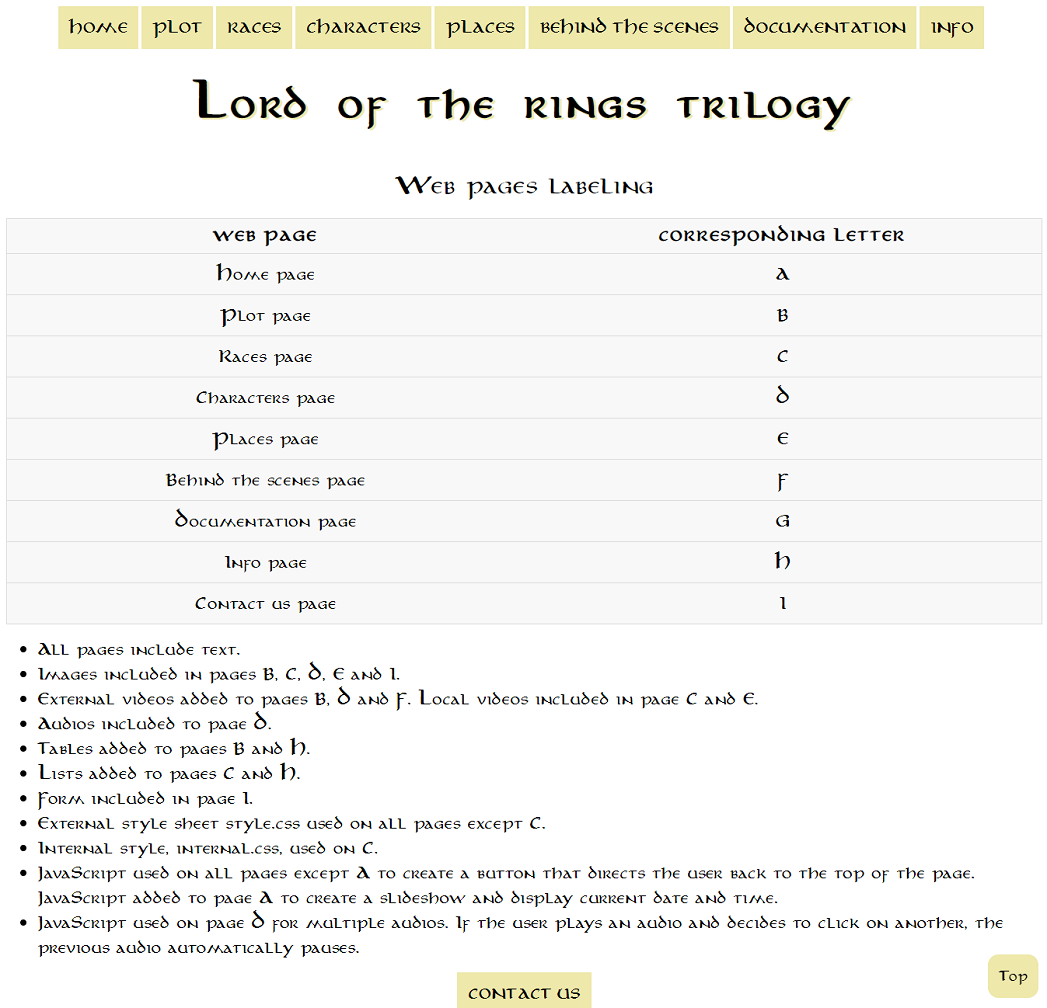 Home Plot Races Characters Places Behind the scenes Documentation Info
Lord of the rings trilogy
Web pages labeling
Web page Corresponding letter
Home page A
Plot page B
Races page C
Characters page D
Places page E
Behind the scenes page F
Documentation page G
Info page H
Contact us page I
• All pages include text.
• Images included in pages B, C, D, E and I.
• External videos added to pages B, D and F. Local videos included in page C and E.
• Audios included to page D.
• Tables added to pages B and H.
• Lists added to pages C and H.
• Form included in page I.
• External style sheet style.css used on all pages except C.
• Internal style, internal.css, used on C.
• JavaScript used on all pages except A to create a button that directs the user back to the top of the page.
JavaScript added to page A to create a slideshow and display current date and time.
• JavaScript used on page D for multiple audios. If the user plays an audio and decides to click on another, the
previous audio automatically pauses.
Top
Contact us